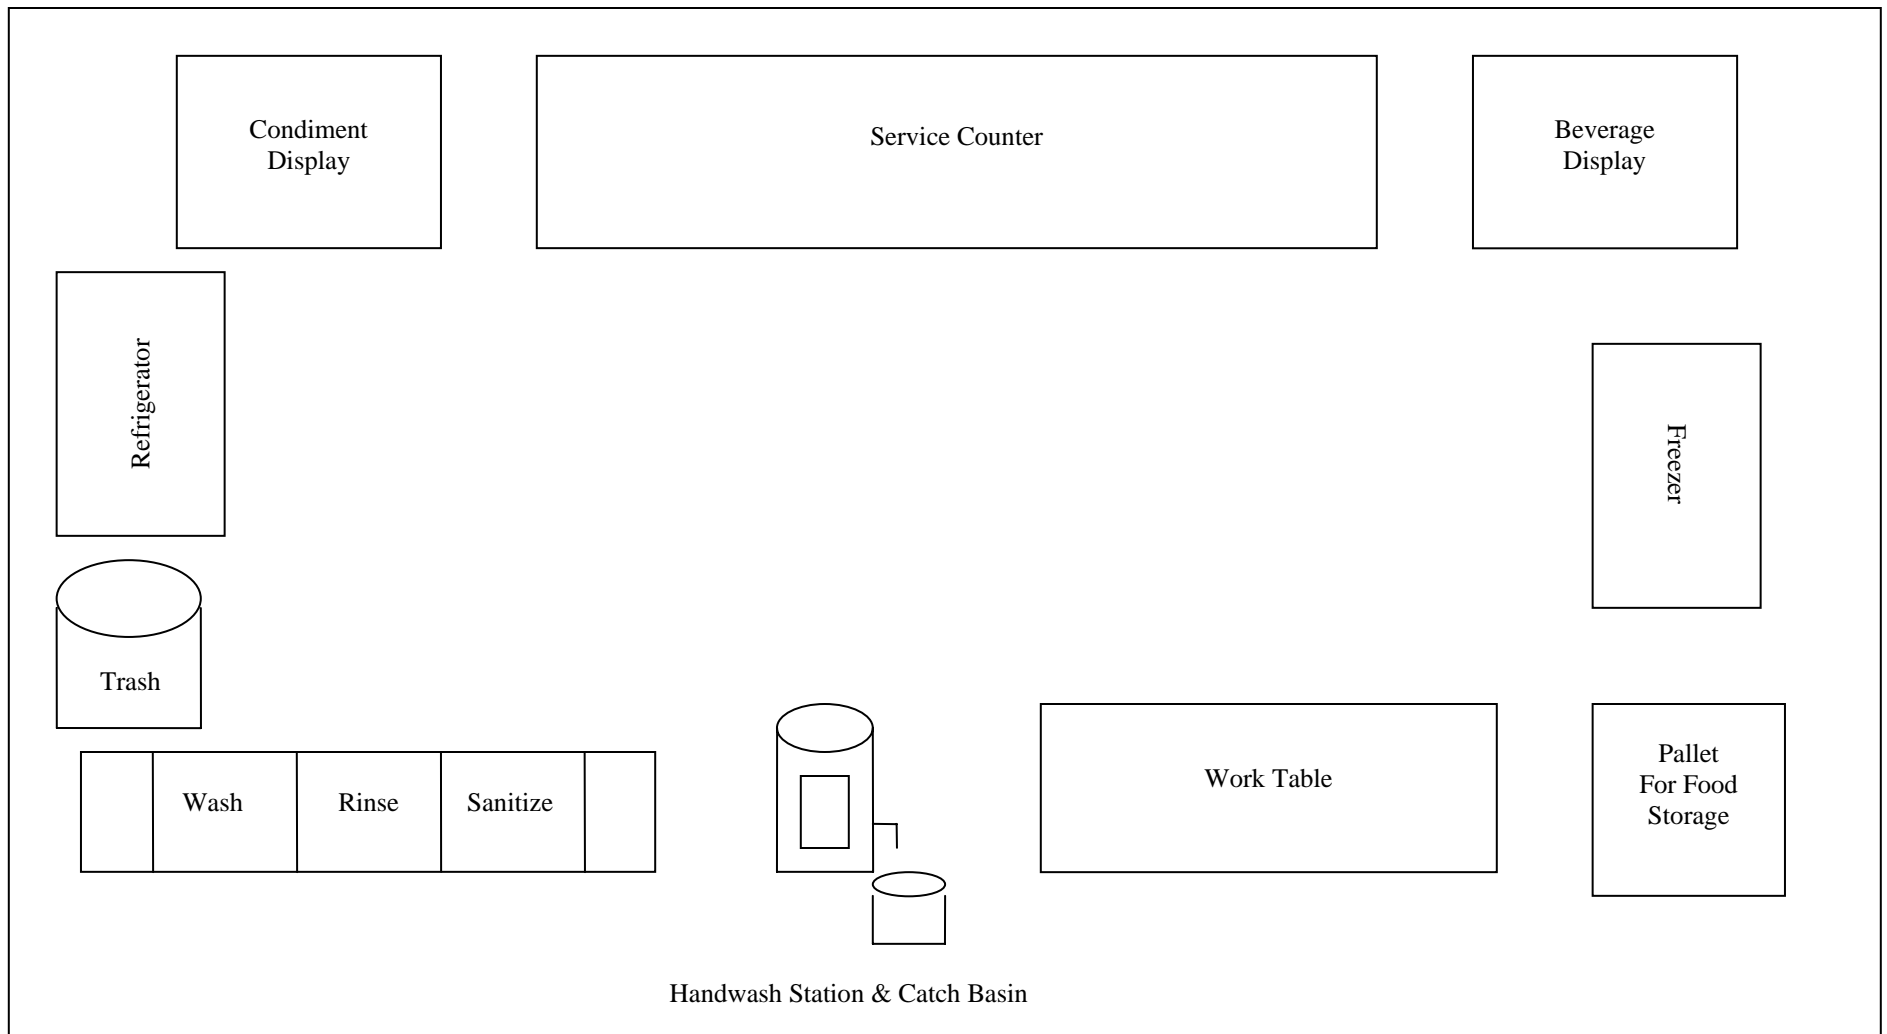 Condiment
Display
Service Counter
Beverage
Display
Refrigerator
Freezer
Trash
Wash
Rinse
Sanitize
Work Table
Pallet
For Food
Storage
Handwash Station & Catch Basin